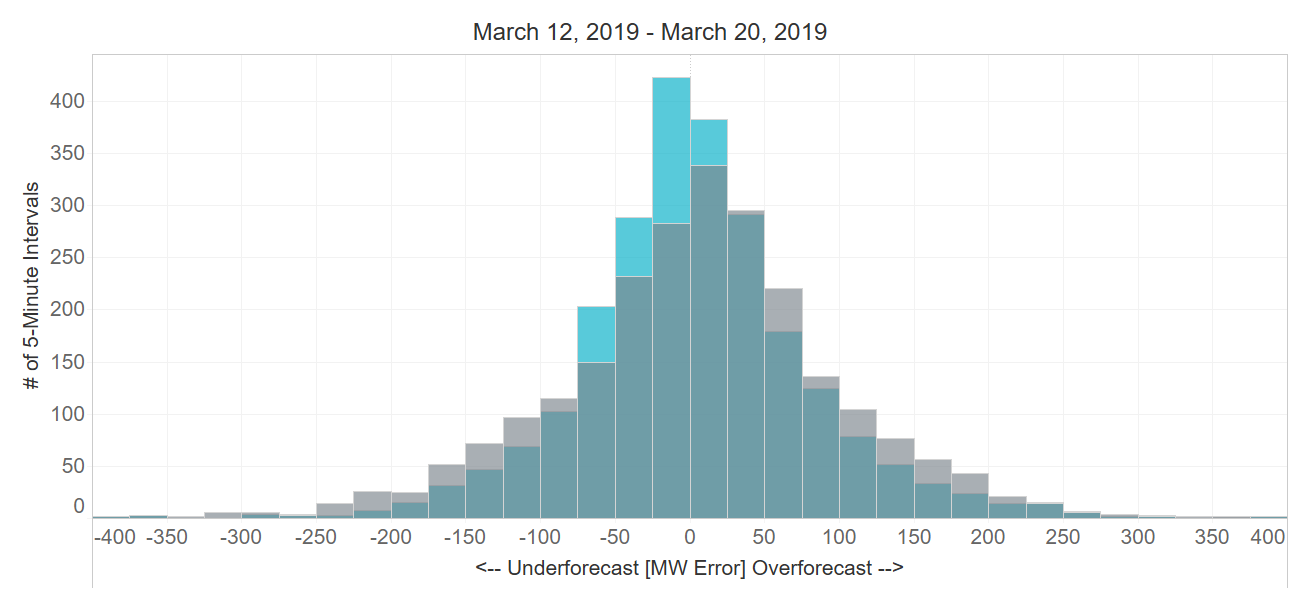 March 12, 2019 - March 20, 2019
# of 5-Minute Intervals
400
350
300
250
200
150
100
50
0
-400 -350 -300 -250 -200 -150 -100 -50 0 50 100 150 200 250 300 350 400
<-- Underforecast [MW Error] Overforecast -->